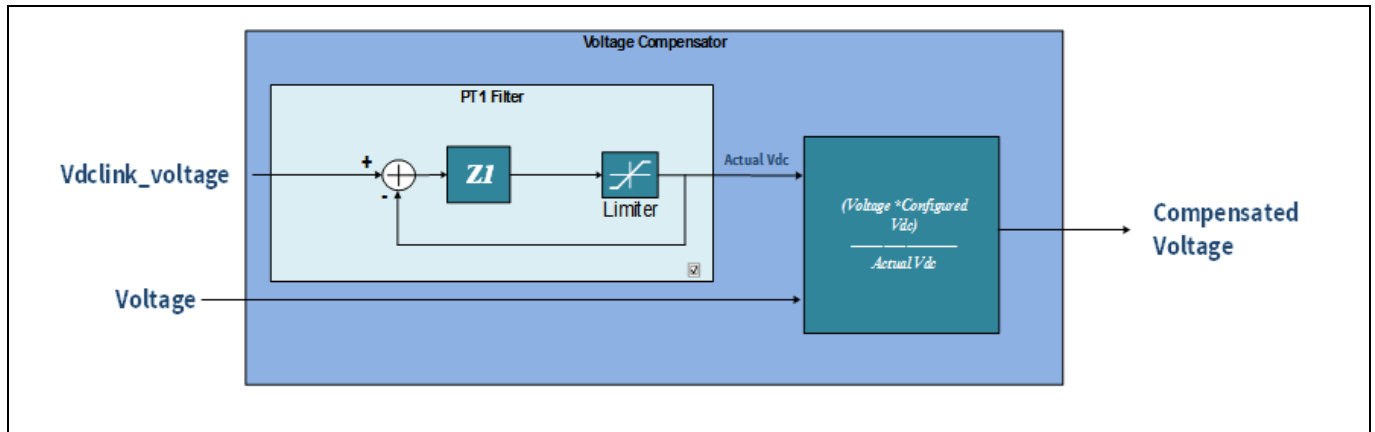 Voltage Compensator
PT1 Filter
Vdclink_voltage
+
-
Z1
Limiter
Actual Vdc
(Voltage *Configured
Vdc)
Actual Vdc
Compensated
Voltage
Voltage